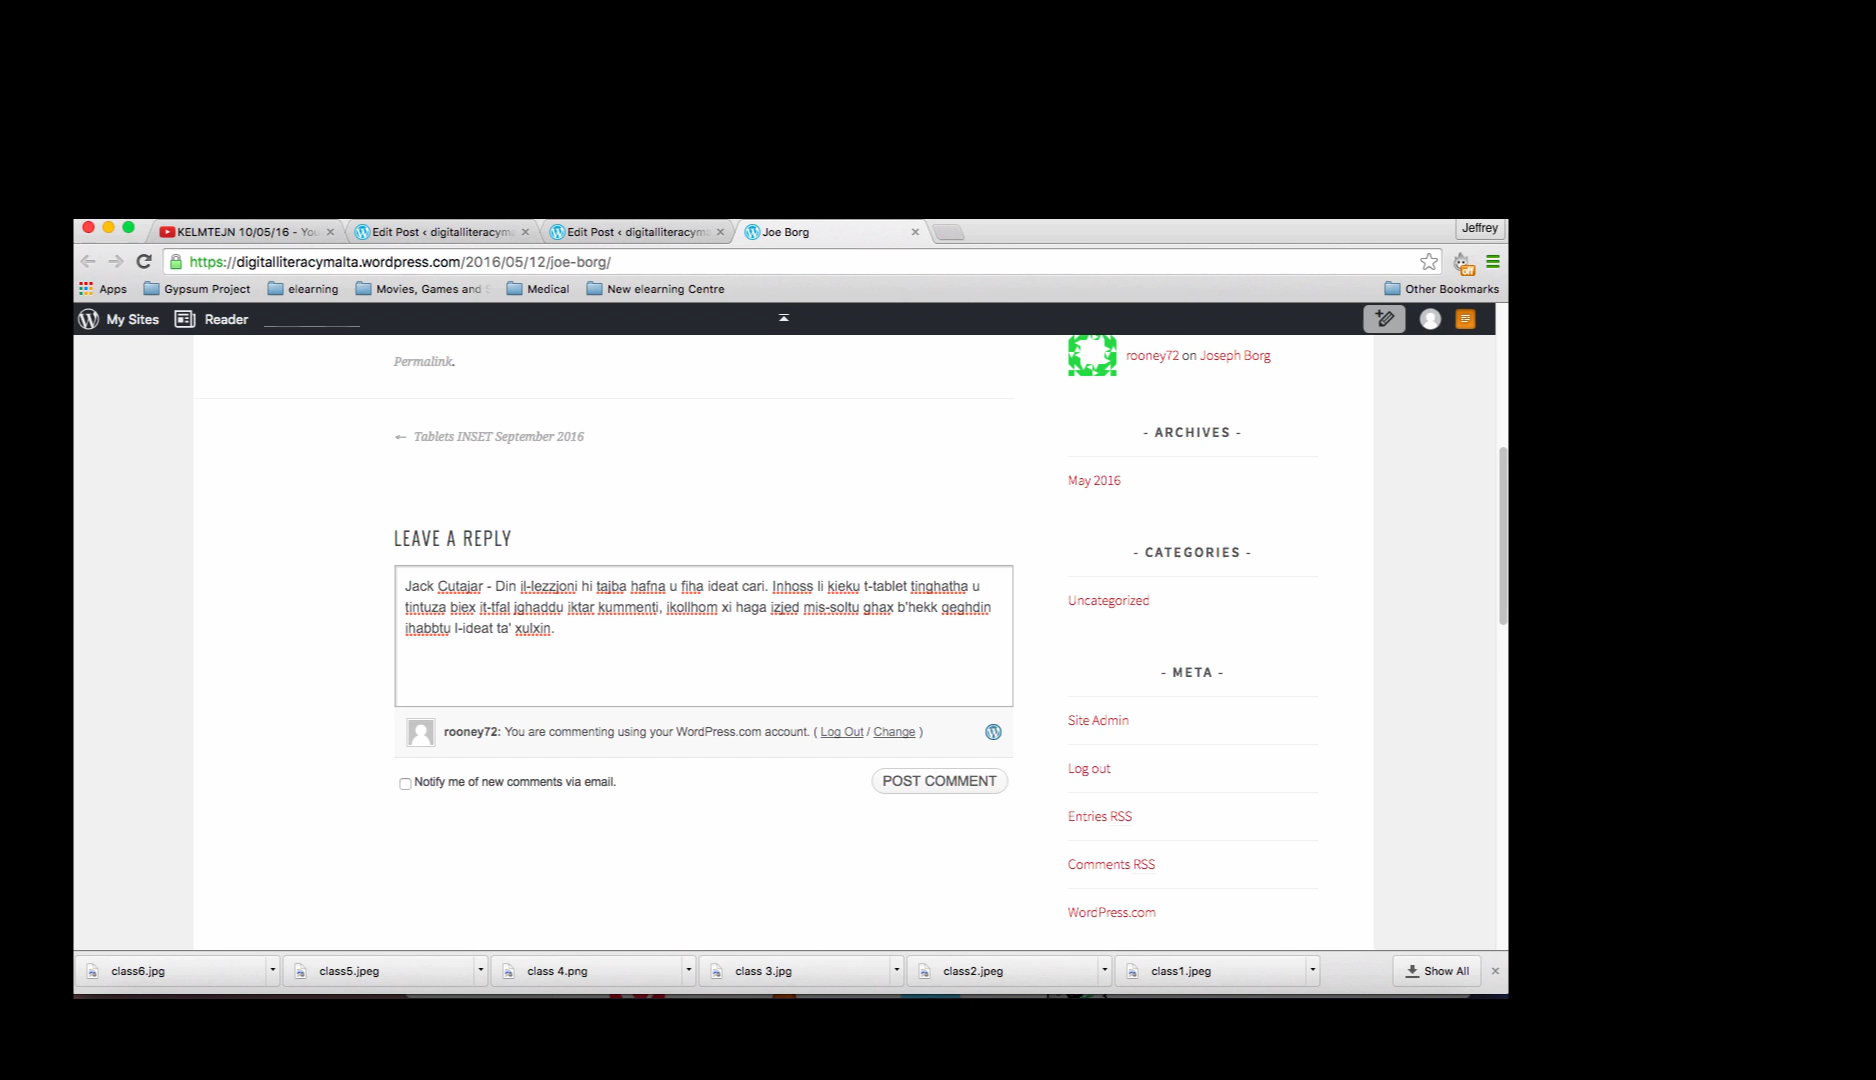 KELMTEJN 10/05/16 - You
Edit Post ‹ digitalliteracym
Edit Post ‹ digitalliteracym
Joe Borg
Jeffrey
https://digitalliteracymalta.wordpress.com/2016/05/12/joe-borg/
off
Apps
Gypsum Project
elearning
Movies, Games and S
Medical
New elearning Centre
Other Bookmarks
My Sites
Reader
Permalink.
rooney72 on Joseph Borg
← Tablets INSET September 2016
- ARCHIVES -
May 2016
LEAVE A REPLY
- CATEGORIES -
Uncategorized
Jack Cutajar - Din il-lezzjoni hi tajba hafna u fiha ideat cari. Inhoss li kieku t-tablet tinghatha u
tintuza biex it-tfal jghaddu iktar kummenti, ikollhom xi haga izjed mis-soltu ghax b'hekk qeghdin
ihabbtu l-ideat ta' xulxin.
- META -
Site Admin
rooney72: You are commenting using your WordPress.com account. ( Log Out / Change )
Log out
Notify me of new comments via email.
POST COMMENT
Entries RSS
Comments RSS
WordPress.com
class6.jpg
class5.jpeg
class 4.png
class 3.jpg
class2.jpeg
class1.jpeg
Show All